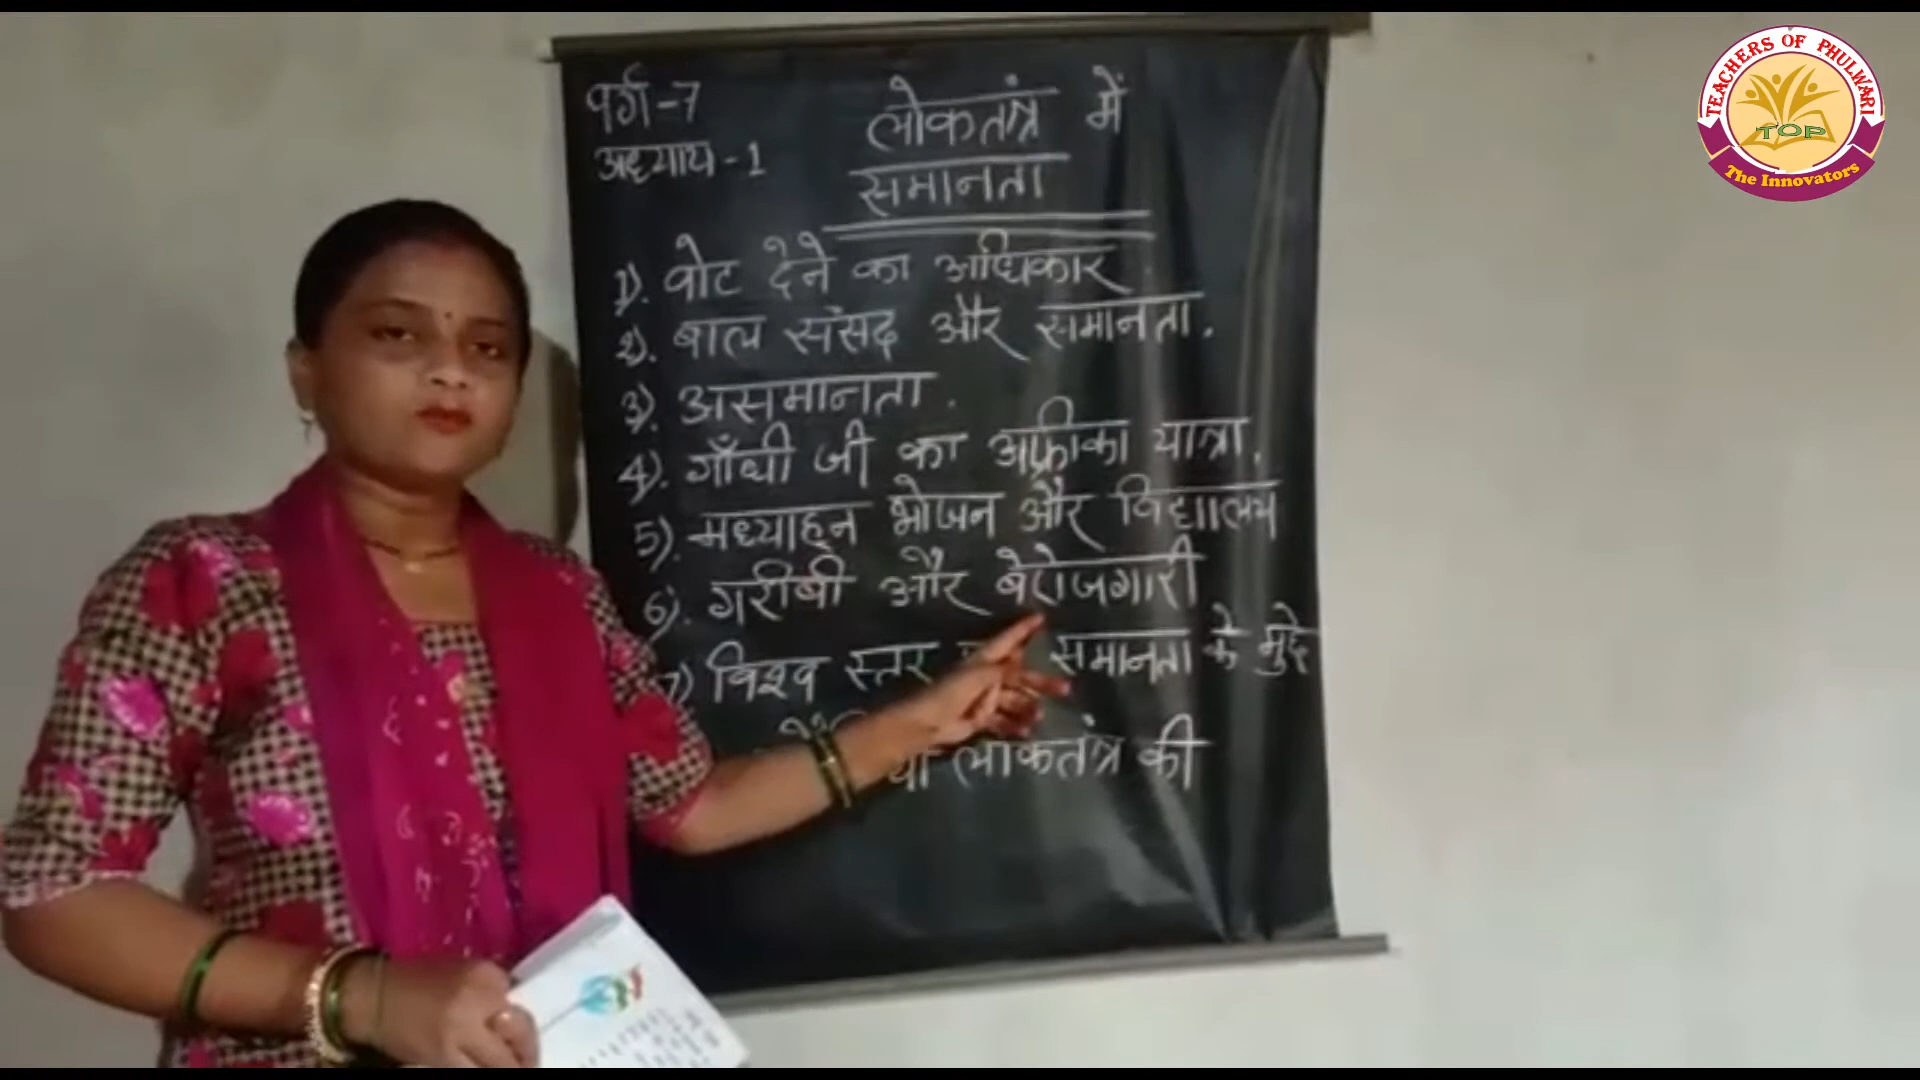 वर्ग-7
अध्याय-1
लोकतंत्र में
समानता
1). वोट देने का अधिकार
2). बाल संसद और समानता.
3). असमानता.
4). गाँधी जी का अफ्रीका यात्रा.
5). मध्याहन भोजन और विद्यालय
6). गरीबी और बेरोजगारी
7) विश्व स्तर समानता के मुद्दे
लोकतंत्र की
TEACHERS OF PHULWARI
TOP
The Innovators